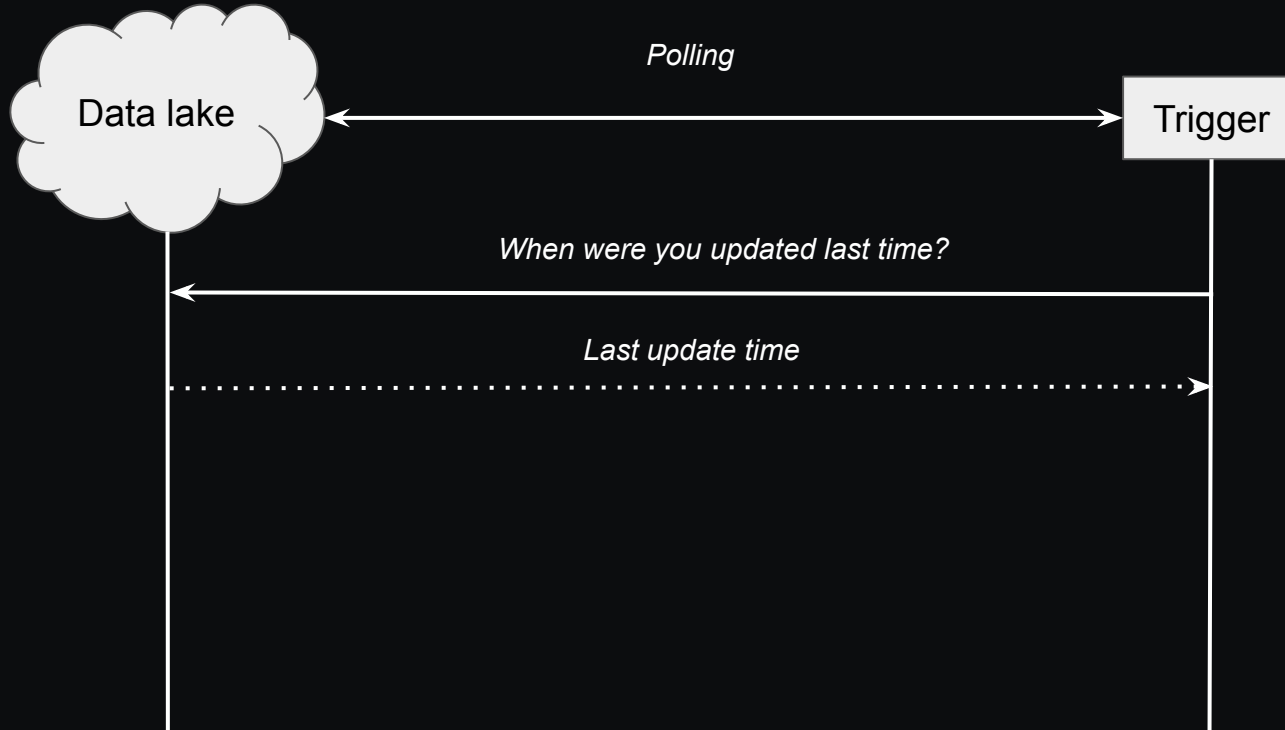 Polling
Data lake
Trigger
When were you updated last time?
Last update time